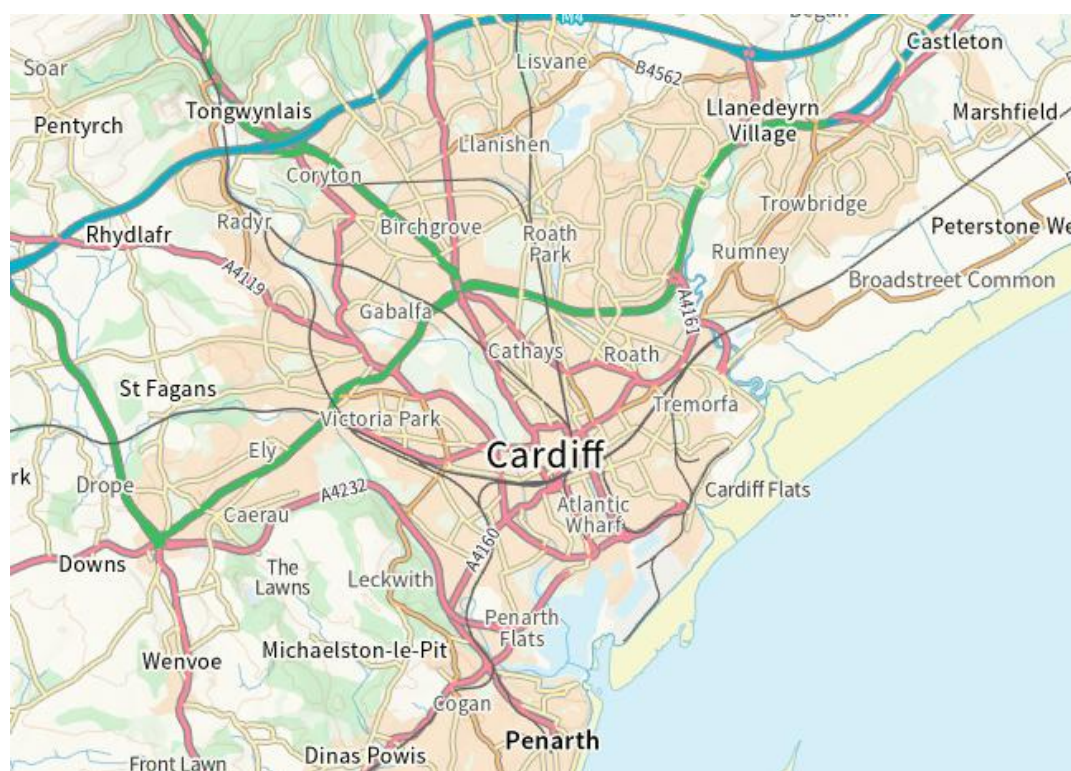 M4
Began
Castleton
Lisvane
Soar
B4562
Tongwynlais
Llanedeyrn
Village
Marshfield
Pentyrch
Llanishen
Coryton
Trowbridge
Radyr
Birchgrove
Rhydlafr
Roath
Park
Peterstone We
Rumney
A4119
Broadstreet Common
Gabalfa
A4161
Cathays
Roath
St Fagans
Tremorfa
Victoria Park
Ely
Cardiff
rk
Drope
A4232
Cardiff Flats
Caerau
Atlantic
Wharf
A4160
Downs
The
Lawns
Leckwith
Penarth
Flats
Michaelston-le-Pit
Wenvoe
Cogan
Penarth
Dinas Powis
Front Lawn